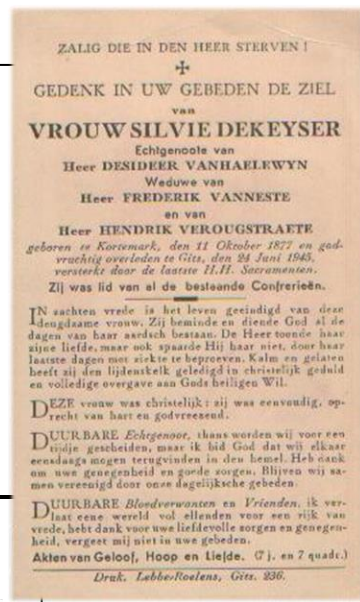 ZALIG DIE IN DEN HEER STERVEN !
GEDENK IN UW GEBEDEN DE ZIEL
van
VROUW SILVIE DEKEYSER
Echtgenoote van
Heer DESIDEER VANHAELEWYN
Weduwe van
Heer FREDERIK VANNESTE
en van
Heer HENDRIK VEROUGSTRAETE
geboren te Kortemark, den 11 Oktober 1877 en god-
vruchtig overleden te Gits, den 24 Juni 1945,
versterkt door de laatste H.H. Sacramenten.
Zij was lid van al de bestaande Confrerieën.
IN zachten vrede is het leven geeindigd van deze
deugdzame vrouw. Zij beminde en diende God al de
dagen van haar aardsch bestaan. De Heer toonde haar
zijne liefde, maar ook spaarde Hij haar niet, door haar
laatste dagen met ziekte te beproeven. Kalm en gelaten
heeft zij den lijdenskelk geledigd in christelijk geduld
en volledige overgave aan Gods heiligen Wil.
DEZE vrouw was christelijk : zij was eenvoudig, op-
recht van hart en godvreezend.
DUURBARE Echtgenoot, thans worden wij voor een
tijdje gescheiden, maar ik bid God dat wij elkaar
eensdaags mogen terugvinden in den hemel. Heb dank
om uwe genegenheid en goede zorgen. Blijven wij sa-
men vereenigd door onze dagelijksche gebeden.
DUURBARE Bloedverwanten en Vrienden, ik ver-
laat eene wereld vol ellenden voor een rijk van
vrede, hebt dank voor uwe liefdevolle zorgen en genegen-
heid, vergeet mij niet in uwe gebeden.
Akten van Geloof, Hoop en Liefde. (7 j. en 7 quadr.)
Druk. Lebbe-Roelens, Gits. 236.